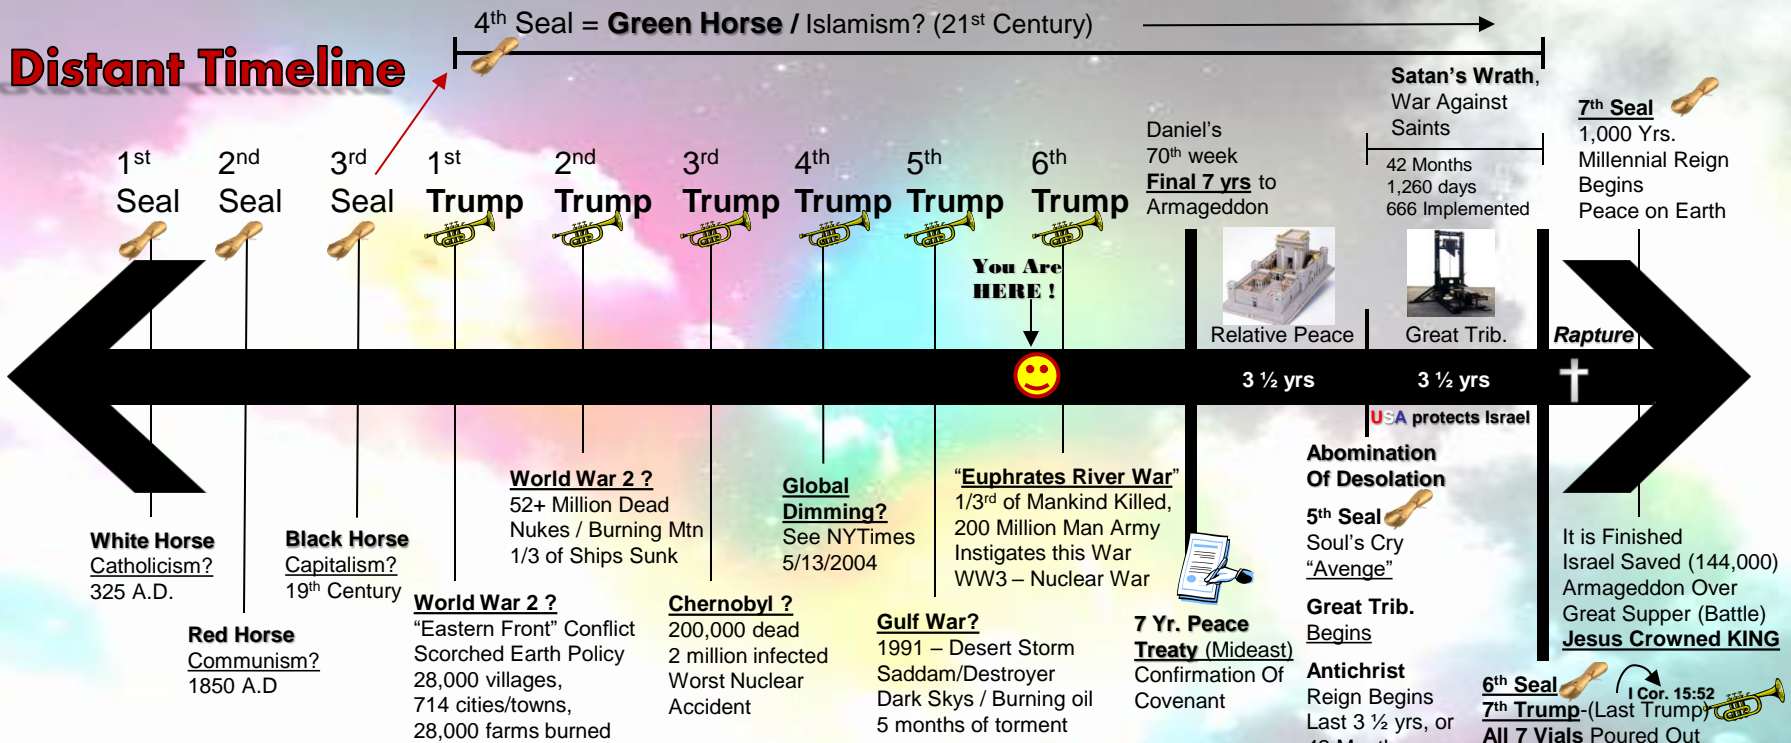 4th Seal = Green Horse / Islamism? (21st Century)
Distant Timeline
1st
Seal
2nd
Seal
3rd
Seal
1st
Trump
2nd
Trump
3rd
Trump
4th
Trump
5th
Trump
6th
Trump
Daniel's
70th week
Final 7 yrs to
Armageddon
Satan's Wrath,
War Against
Saints
42 Months
1,260 days
666 Implemented
7th Seal
1,000 Yrs.
Millennial Reign
Begins
Peace on Earth
You Are
HERE !
Relative Peace
Great Trib.
Rapture
3 ½ yrs
3 ½ yrs
USA protects Israel
White Horse
Catholicism?
325 A.D.
Red Horse
Communism?
1850 A.D
Black Horse
Capitalism?
19th Century
World War 2 ?
"Eastern Front" Conflict
Scorched Earth Policy
28,000 villages,
714 cities/towns,
28,000 farms burned
World War 2 ?
52+ Million Dead
Nukes / Burning Mtn
1/3 of Ships Sunk
Chernobyl ?
200,000 dead
2 million infected
Worst Nuclear
Accident
Global
Dimming?
See NYTimes
5/13/2004
Gulf War?
1991 – Desert Storm
Saddam/Destroyer
Dark Skys / Burning oil
5 months of torment
"Euphrates River War"
1/3rd of Mankind Killed,
200 Million Man Army
Instigates this War
WW3 – Nuclear War
7 Yr. Peace
Treaty (Mideast)
Confirmation Of
Covenant
Abomination
Of Desolation
5th Seal
Soul's Cry
"Avenge"
Great Trib.
Begins
Antichrist
Reign Begins
Last 3 ½ yrs, or
It is Finished
Israel Saved (144,000)
Armageddon Over
Great Supper (Battle)
Jesus Crowned KING
6th Seal
I Cor. 15:52
7th Trump-(Last Trump)
All 7 Vials Poured Out